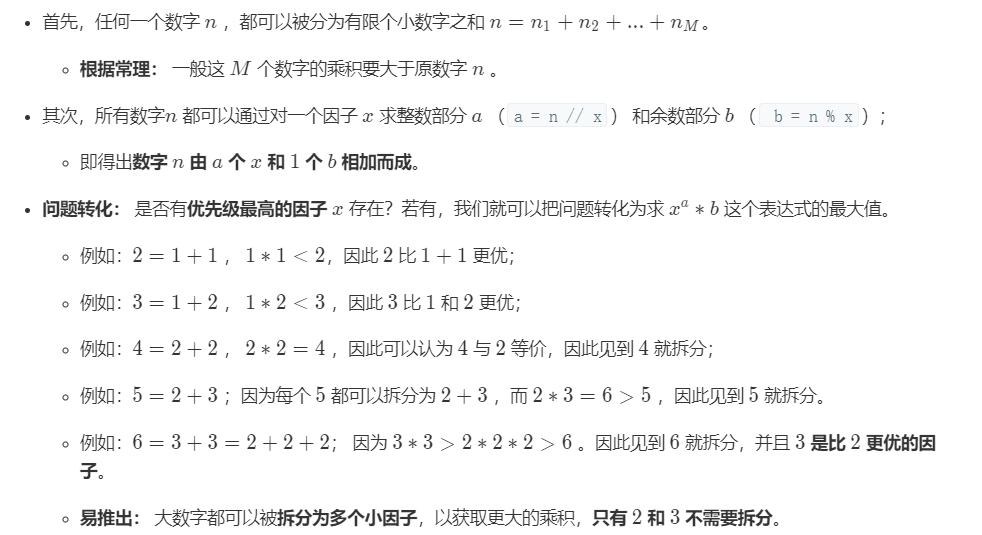 • 首先，任何一个数字 n ，都可以被分为有限个小数字之和 n = n₁ + n₂ + ... + n_M 。
◦ 根据常理： 一般这 M 个数字的乘积要大于原数字 n 。
• 其次，所有数字n 都可以通过对一个因子 x 求整数部分 a （ a = n // x ） 和余数部分 b （ b = n % x ）；
◦ 即得出数字 n 由 a 个 x 和 1 个 b 相加而成。
• 问题转化： 是否有优先级最高的因子 x 存在？若有，我们就可以把问题转化为求 xᵃ * b 这个表达式的最大值。
◦ 例如：2 = 1 + 1 ， 1 * 1 < 2，因此 2 比 1 + 1 更优；
◦ 例如：3 = 1 + 2 ， 1 * 2 < 3 ，因此 3 比 1 和 2 更优；
◦ 例如：4 = 2 + 2 ， 2 * 2 = 4 ，因此可以认为 4 与 2 等价，因此见到 4 就拆分；
◦ 例如：5 = 2 + 3 ；因为每个 5 都可以拆分为 2 + 3 ，而 2 * 3 = 6 > 5 ，因此见到 5 就拆分。
◦ 例如：6 = 3 + 3 = 2 + 2 + 2； 因为 3 * 3 > 2 * 2 * 2 > 6 。因此见到 6 就拆分，并且 3 是比 2 更优的因
子。
◦ 易推出： 大数字都可以被拆分为多个小因子，以获取更大的乘积，只有 2 和 3 不需要拆分。